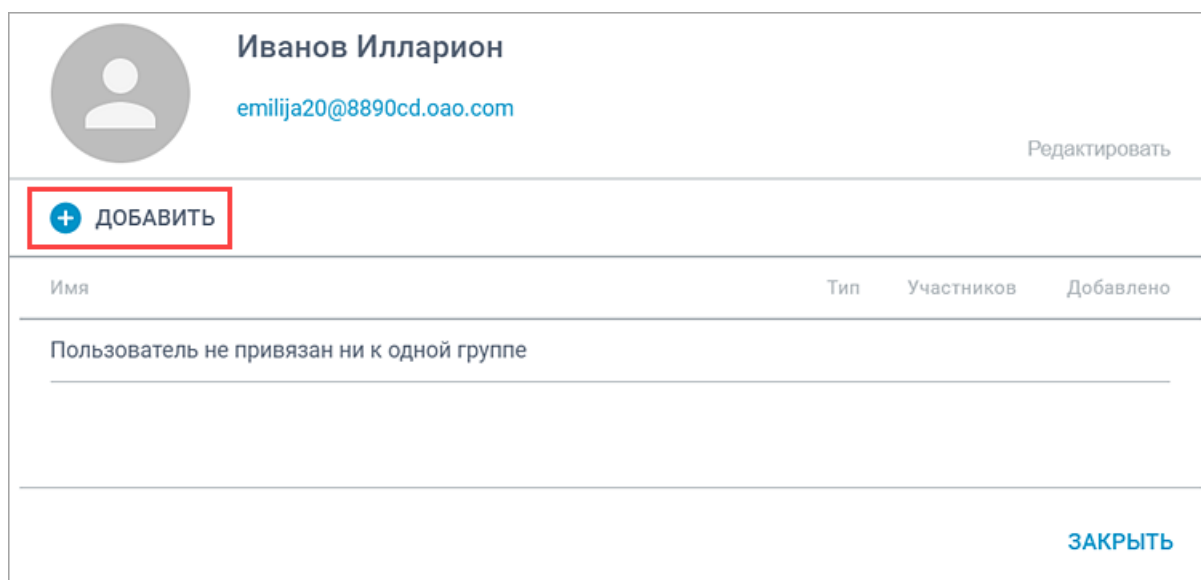 Иванов Илларион
emilija20@8890cd.oao.com
Редактировать
ДОБАВИТЬ
Имя Тип Участников Добавлено
Пользователь не привязан ни к одной группе
ЗАКРЫТЬ